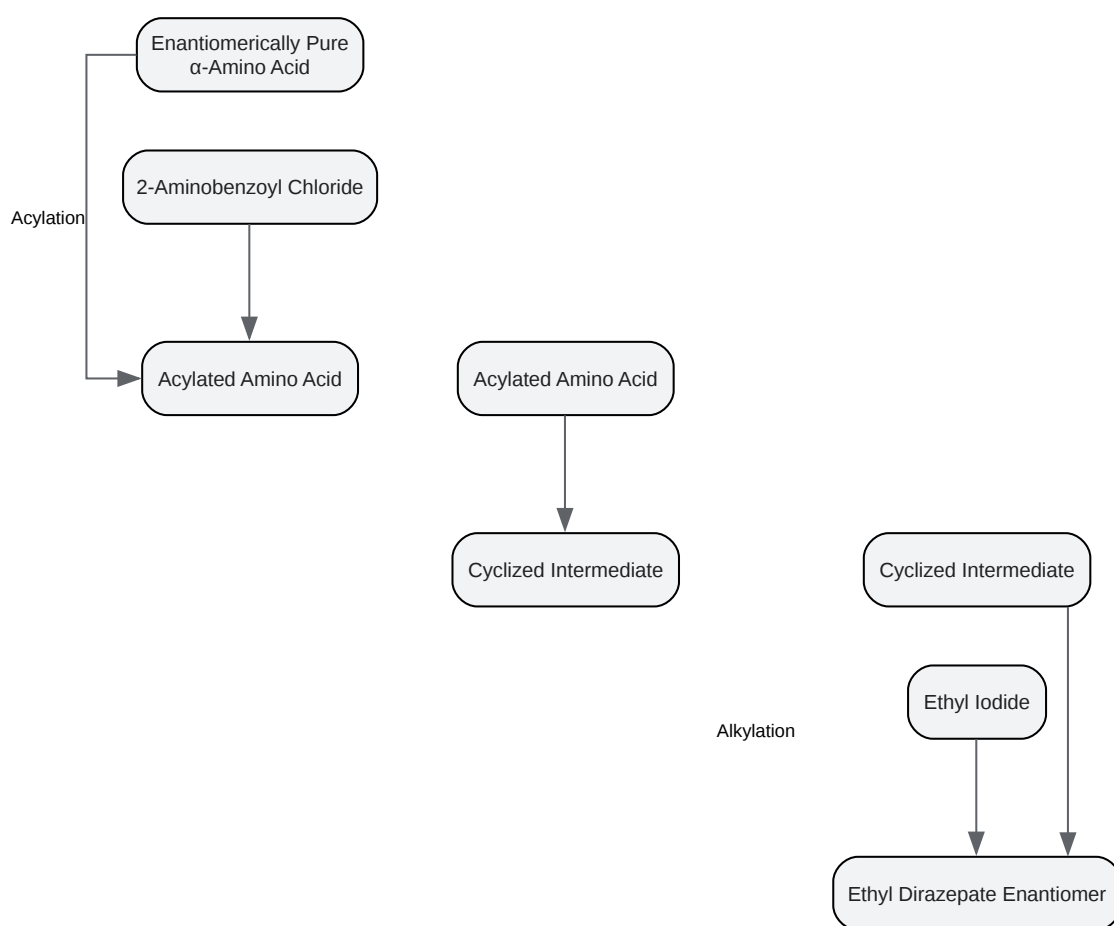 Enantiomerically Pure
α-Amino Acid
2-Aminobenzoyl Chloride
Acylation
Acylated Amino Acid
Acylated Amino Acid
Cyclized Intermediate
Cyclized Intermediate
Ethyl Iodide
Alkylation
Ethyl Dirazepate Enantiomer